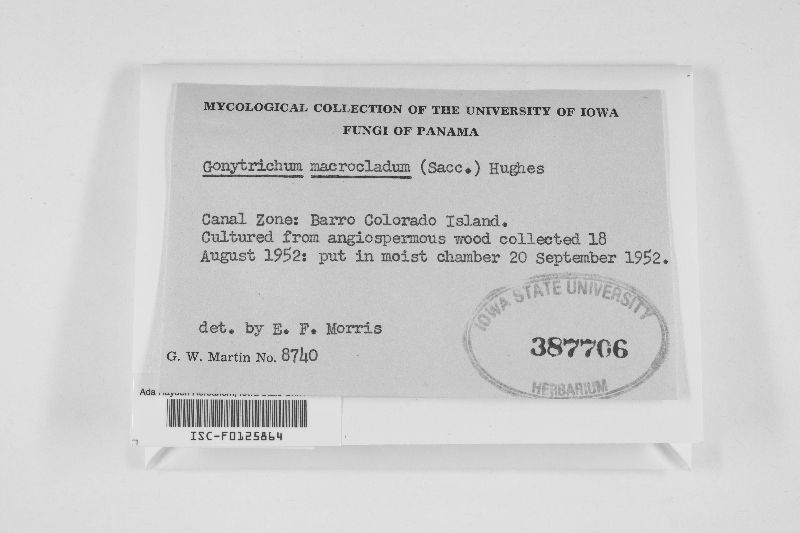 MYCOLOGICAL COLLECTION OF THE UNIVERSITY OF IOWA
FUNGI OF PANAMA
Gonytrichum macrocladum (Sacc.) Hughes
Canal Zone: Barro Colorado Island.
Cultured from angiospermous wood collected 18
August 1952: put in moist chamber 20 September 1952.
IOWA STATE UNIVERSITY
387706
HERBARIUM
det. by E. F. Morris
G. W. Martin No. 8740
Ada
ISC-F0125864